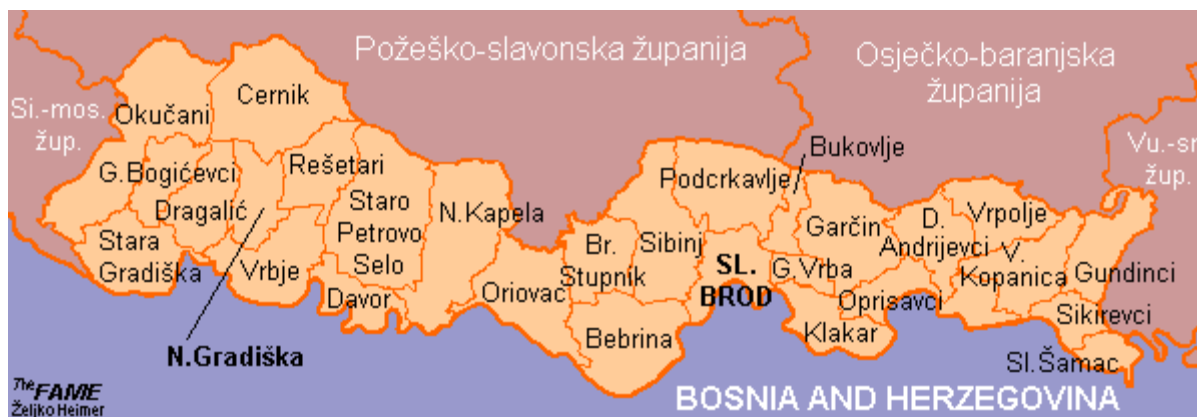 Požeško-slavonska županija
Osječko-baranjska
županija
Si.-mos.
žup.
Vu.-sr
žup.
Okučani
Cernik
G.Bogićevci
Rešetari
Dragalić
Stara
Gradiška
Vrbje
Staro
Petrovo
Selo
Davor
N.Kapela
N.Gradiška
Oriovac
Br.
Stupnik
Sibinj
Bebrina
Podcrkavlje
Bukovlje
SL.
BROD
Garčin
G.Vrba
Klakar
Oprisavci
D.
Andrijevci
Vrpolje
V.
Kopanica
Gundinci
Sikirevci
Sl.Šamac
The FAME
Željko Heimer
BOSNIA AND HERZEGOVINA